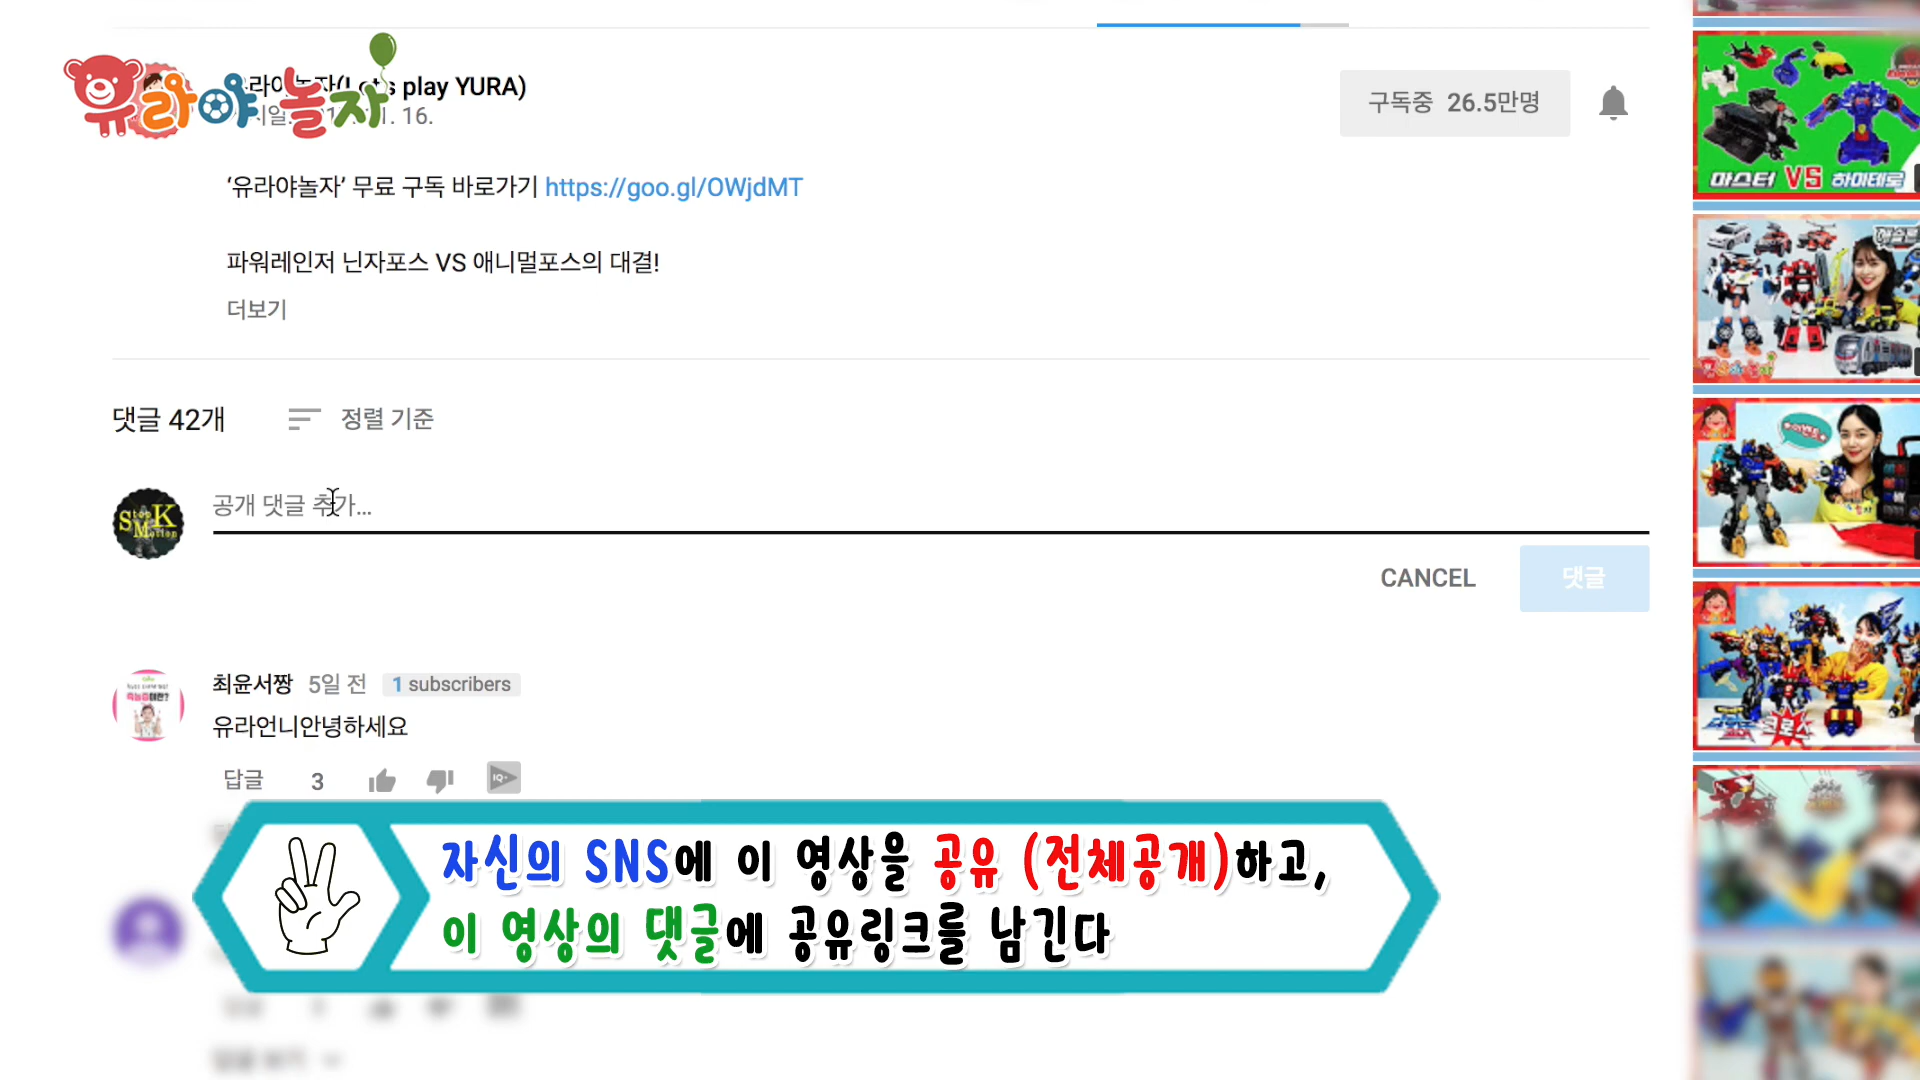 유라야놀자
play YURA)
16.
구독중 26.5만명
‘유라야놀자’ 무료 구독 바로가기 https://goo.gl/OWjdMT
파워레인저 닌자포스 VS 애니멀포스의 대결!
더보기
댓글 42개
정렬 기준
공개 댓글 추가...
Stop
K
Motion
CANCEL
댓글
최윤서짱 5일 전 1 subscribers
유라언니안녕하세요
답글 3
IQ+
자신의 SNS에 이 영상을 공유 (전체공개)하고,
이 영상의 댓글에 공유링크를 남긴다
마스터 VS 하미테로